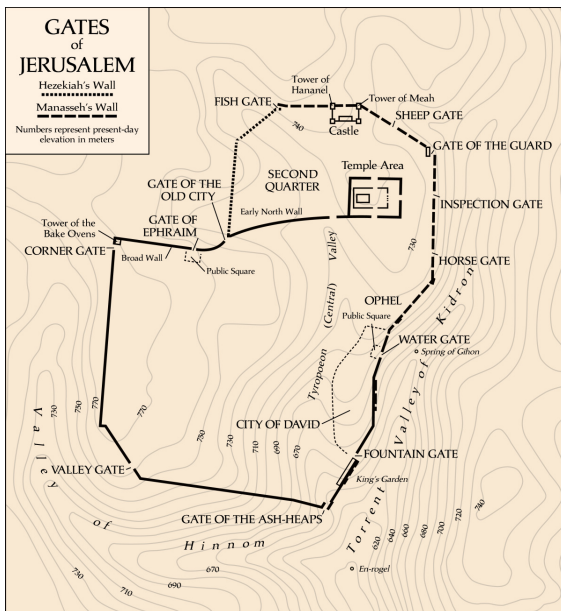 GATES
of
JERUSALEM
Hezekiah's Wall
Manasseh's Wall
Numbers represent present-day
elevation in meters
Tower of
Hananel
Tower of Meah
FISH GATE
SHEEP GATE
740
Castle
GATE OF THE GUARD
Temple Area
SECOND
QUARTER
GATE OF THE
OLD CITY
INSPECTION GATE
Early North Wall
GATE OF
EPHRAIM
Tower of the
Bake Ovens
CORNER GATE
Broad Wall
Public Square
730
HORSE GATE
OPHEL
Public Square
WATER GATE
Spring of Gihon
Tyropoeon (Central) Valley
Torrent Valley of Kidron
CITY OF DAVID
770
770
750
730
750
730
710
690
670
FOUNTAIN GATE
King's Garden
VALLEY GATE
GATE OF THE ASH-HEAPS
Valley of Hinnom
En-rogel
620
640
660
680
700
720
740
670
690
710
730